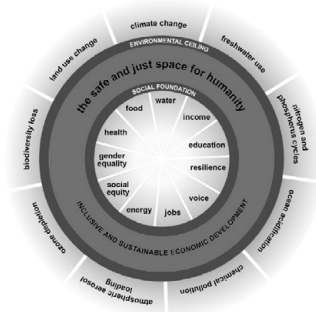 climate change
freshwater use
nitrogen and
phosphorus cycles
ocean acidification
chemical pollution
atmospheric aerosol
loading
ozone depletion
biodiversity loss
land use change
ENVIRONMENTAL CEILING
the safe and just space for humanity
SOCIAL FOUNDATION
water
income
education
resilience
voice
jobs
energy
social
equity
gender
equality
health
food
INCLUSIVE AND SUSTAINABLE ECONOMIC DEVELOPMENT